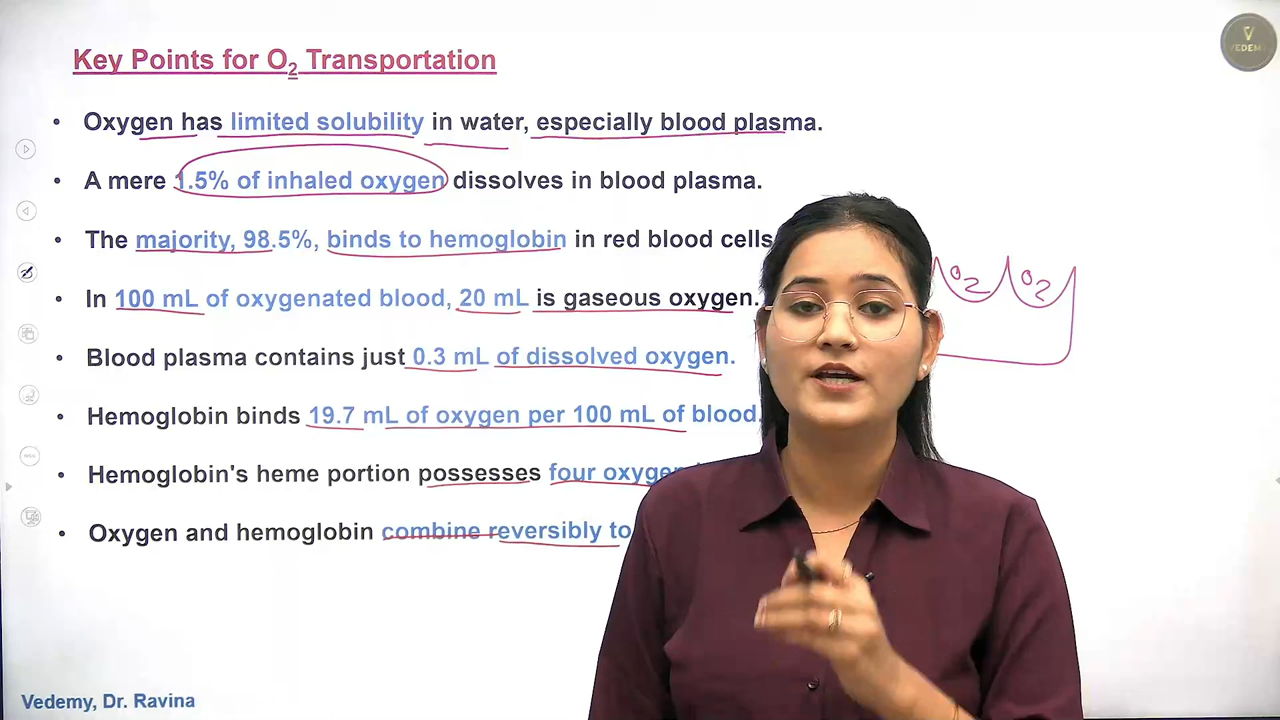 VEDEMY
Key Points for O₂ Transportation
• Oxygen has limited solubility in water, especially blood plasma.
• A mere 1.5% of inhaled oxygen dissolves in blood plasma.
• The majority, 98.5%, binds to hemoglobin in red blood cells
• In 100 mL of oxygenated blood, 20 mL is gaseous oxygen.
• Blood plasma contains just 0.3 mL of dissolved oxygen.
• Hemoglobin binds 19.7 mL of oxygen per 100 mL of blood.
• Hemoglobin's heme portion possesses four
• Oxygen and hemoglobin combine reversibly to
O₂ O₂
Vedemy, Dr. Ravina